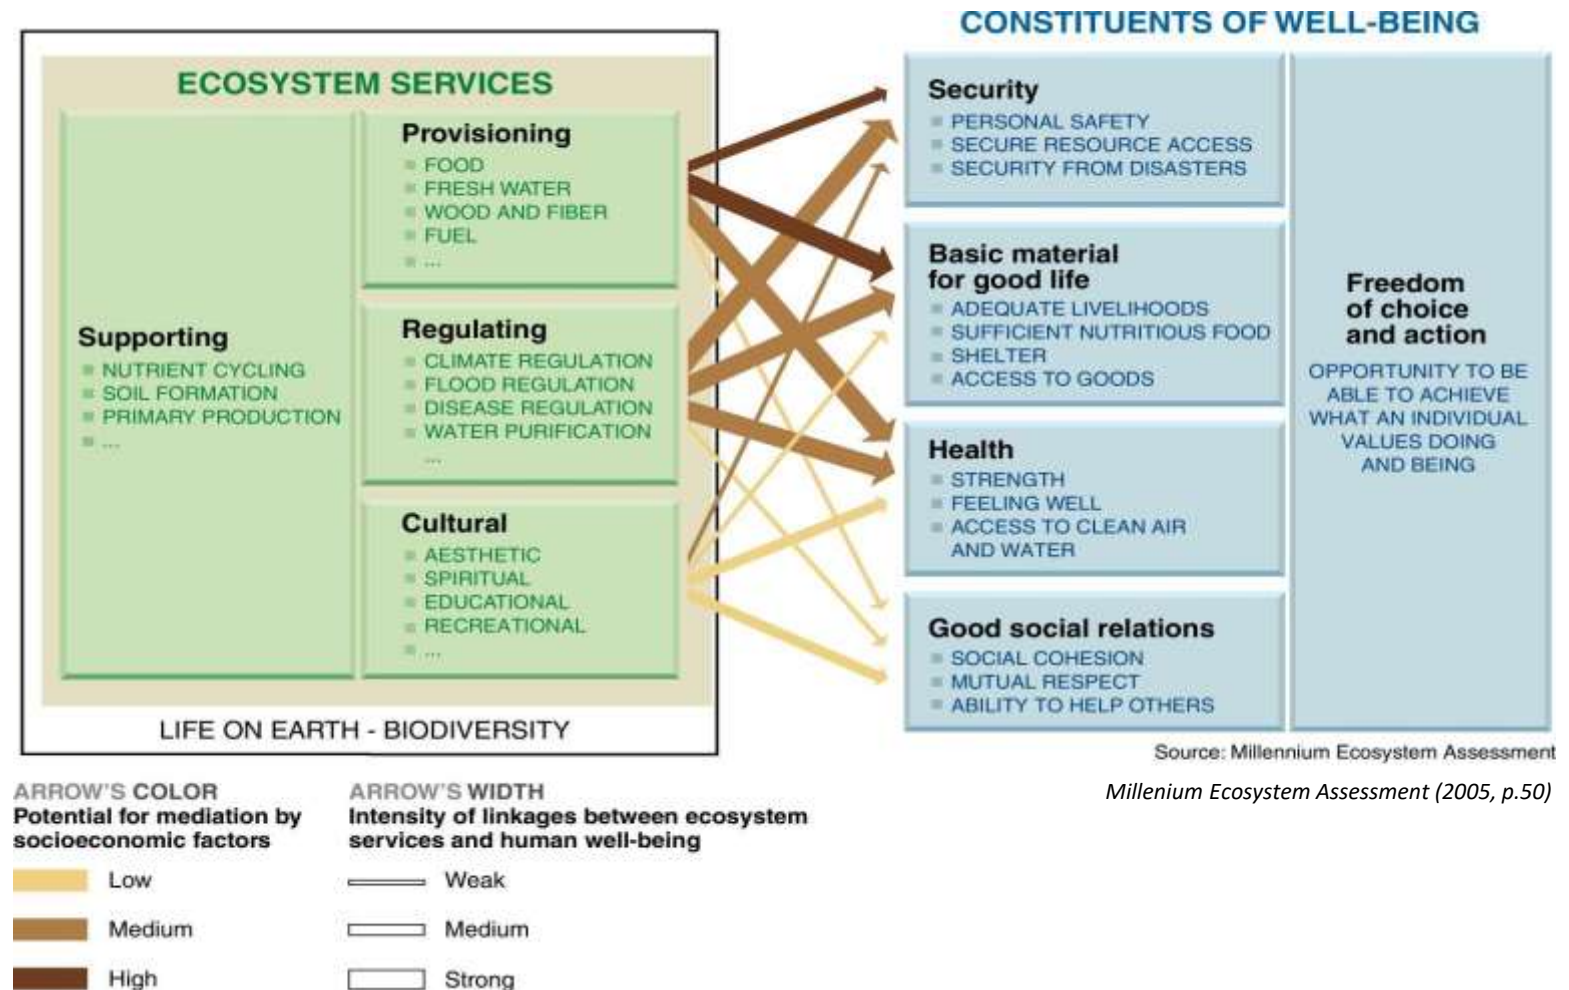 ECOSYSTEM SERVICES
Supporting
NUTRIENT CYCLING
SOIL FORMATION
PRIMARY PRODUCTION
...
Provisioning
FOOD
FRESH WATER
WOOD AND FIBER
FUEL
...
Regulating
CLIMATE REGULATION
FLOOD REGULATION
DISEASE REGULATION
WATER PURIFICATION
...
Cultural
AESTHETIC
SPIRITUAL
EDUCATIONAL
RECREATIONAL
...
LIFE ON EARTH - BIODIVERSITY
CONSTITUENTS OF WELL-BEING
Security
PERSONAL SAFETY
SECURE RESOURCE ACCESS
SECURITY FROM DISASTERS
Basic material
for good life
ADEQUATE LIVELIHOODS
SUFFICIENT NUTRITIOUS FOOD
SHELTER
ACCESS TO GOODS
Health
STRENGTH
FEELING WELL
ACCESS TO CLEAN AIR
AND WATER
Good social relations
SOCIAL COHESION
MUTUAL RESPECT
ABILITY TO HELP OTHERS
Freedom
of choice
and action
OPPORTUNITY TO BE
ABLE TO ACHIEVE
WHAT AN INDIVIDUAL
VALUES DOING
AND BEING
Source: Millennium Ecosystem Assessment
Millenium Ecosystem Assessment (2005, p.50)
ARROW'S COLOR
Potential for mediation by
socioeconomic factors
Low
Medium
High
ARROW'S WIDTH
Intensity of linkages between ecosystem
services and human well-being
Weak
Medium
Strong